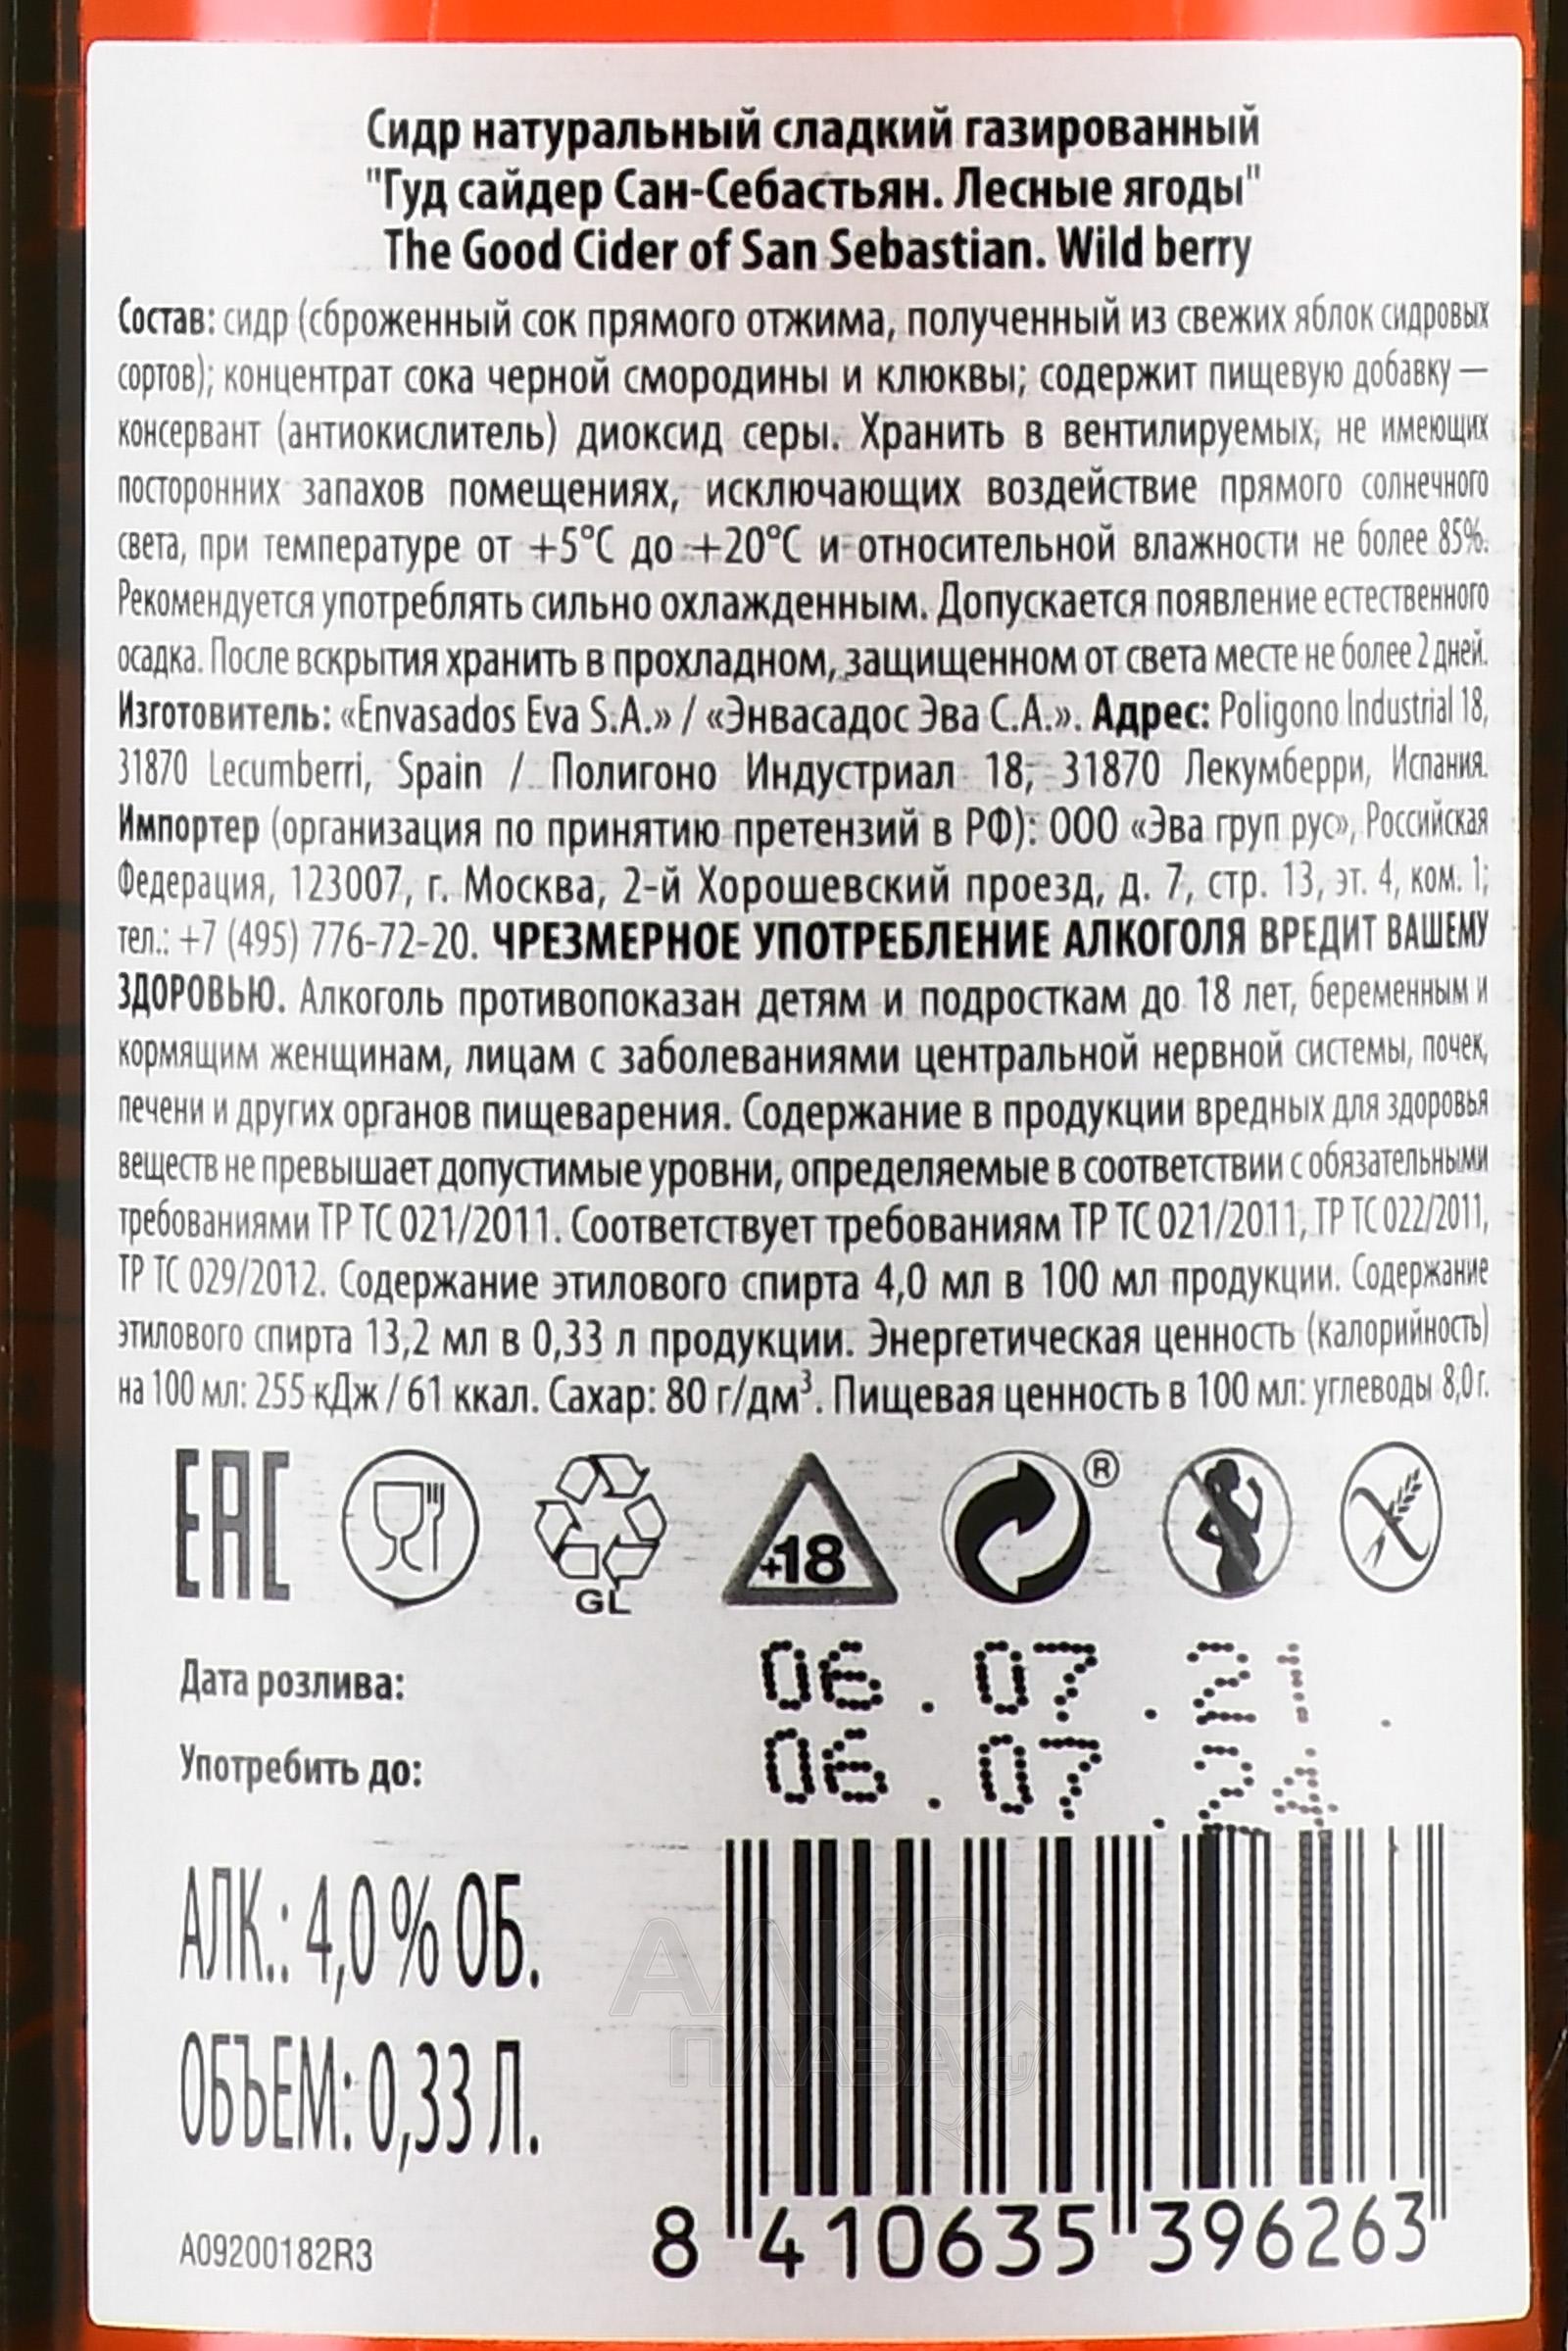 Сидр натуральный сладкий газированный
"Гуд сайдер Сан-Себастьян. Лесные ягоды"
The Good Cider of San Sebastian. Wild berry
Состав: сидр (сброженный сок прямого отжима, полученный из свежих яблок сидровых
сортов); концентрат сока черной смородины и клюквы; содержит пищевую добавку —
консервант (антиокислитель) диоксид серы. Хранить в вентилируемых, не имеющих
посторонних запахов помещениях, исключающих воздействие прямого солнечного
света, при температуре от +5°C до +20°C и относительной влажности не более 85%.
Рекомендуется употреблять сильно охлажденным. Допускается появление естественного
осадка. После вскрытия хранить в прохладном, защищенном от света месте не более 2 дней.
Изготовитель: «Envasados Eva S.A.» / «Энвасадос Эва С.А.». Адрес: Poligono Industrial 18,
31870 Lecumberri, Spain / Полигоно Индустриал 18, 31870 Лекумберри, Испания.
Импортер (организация по принятию претензий в РФ): ООО «Эва груп рус», Российская
Федерация, 123007, г. Москва, 2-й Хорошевский проезд, д. 7, стр. 13, эт. 4, ком. 1;
тел.: +7 (495) 776-72-20. ЧРЕЗМЕРНОЕ УПОТРЕБЛЕНИЕ АЛКОГОЛЯ ВРЕДИТ ВАШЕМУ
ЗДОРОВЬЮ. Алкоголь противопоказан детям и подросткам до 18 лет, беременным и
кормящим женщинам, лицам с заболеваниями центральной нервной системы, почек,
печени и других органов пищеварения. Содержание в продукции вредных для здоровья
веществ не превышает допустимые уровни, определяемые в соответствии с обязательными
требованиями ТР ТС 021/2011. Соответствует требованиям ТР ТС 021/2011, ТР ТС 022/2011,
ТР ТС 029/2012. Содержание этилового спирта 4,0 мл в 100 мл продукции. Содержание
этилового спирта 13,2 мл в 0,33 л продукции. Энергетическая ценность (калорийность)
на 100 мл: 255 кДж / 61 ккал. Сахар: 80 г/дм³. Пищевая ценность в 100 мл: углеводы 8,0 г.
EAC
GL
+18
®
Дата розлива: 06.07.21.
Употребить до: 06.07.24
АЛК.: 4,0 % ОБ.
ОБЪЕМ: 0,33 Л.
АЛКО
ПЛАЗА.ru
A09200182R3
8 410635 396263